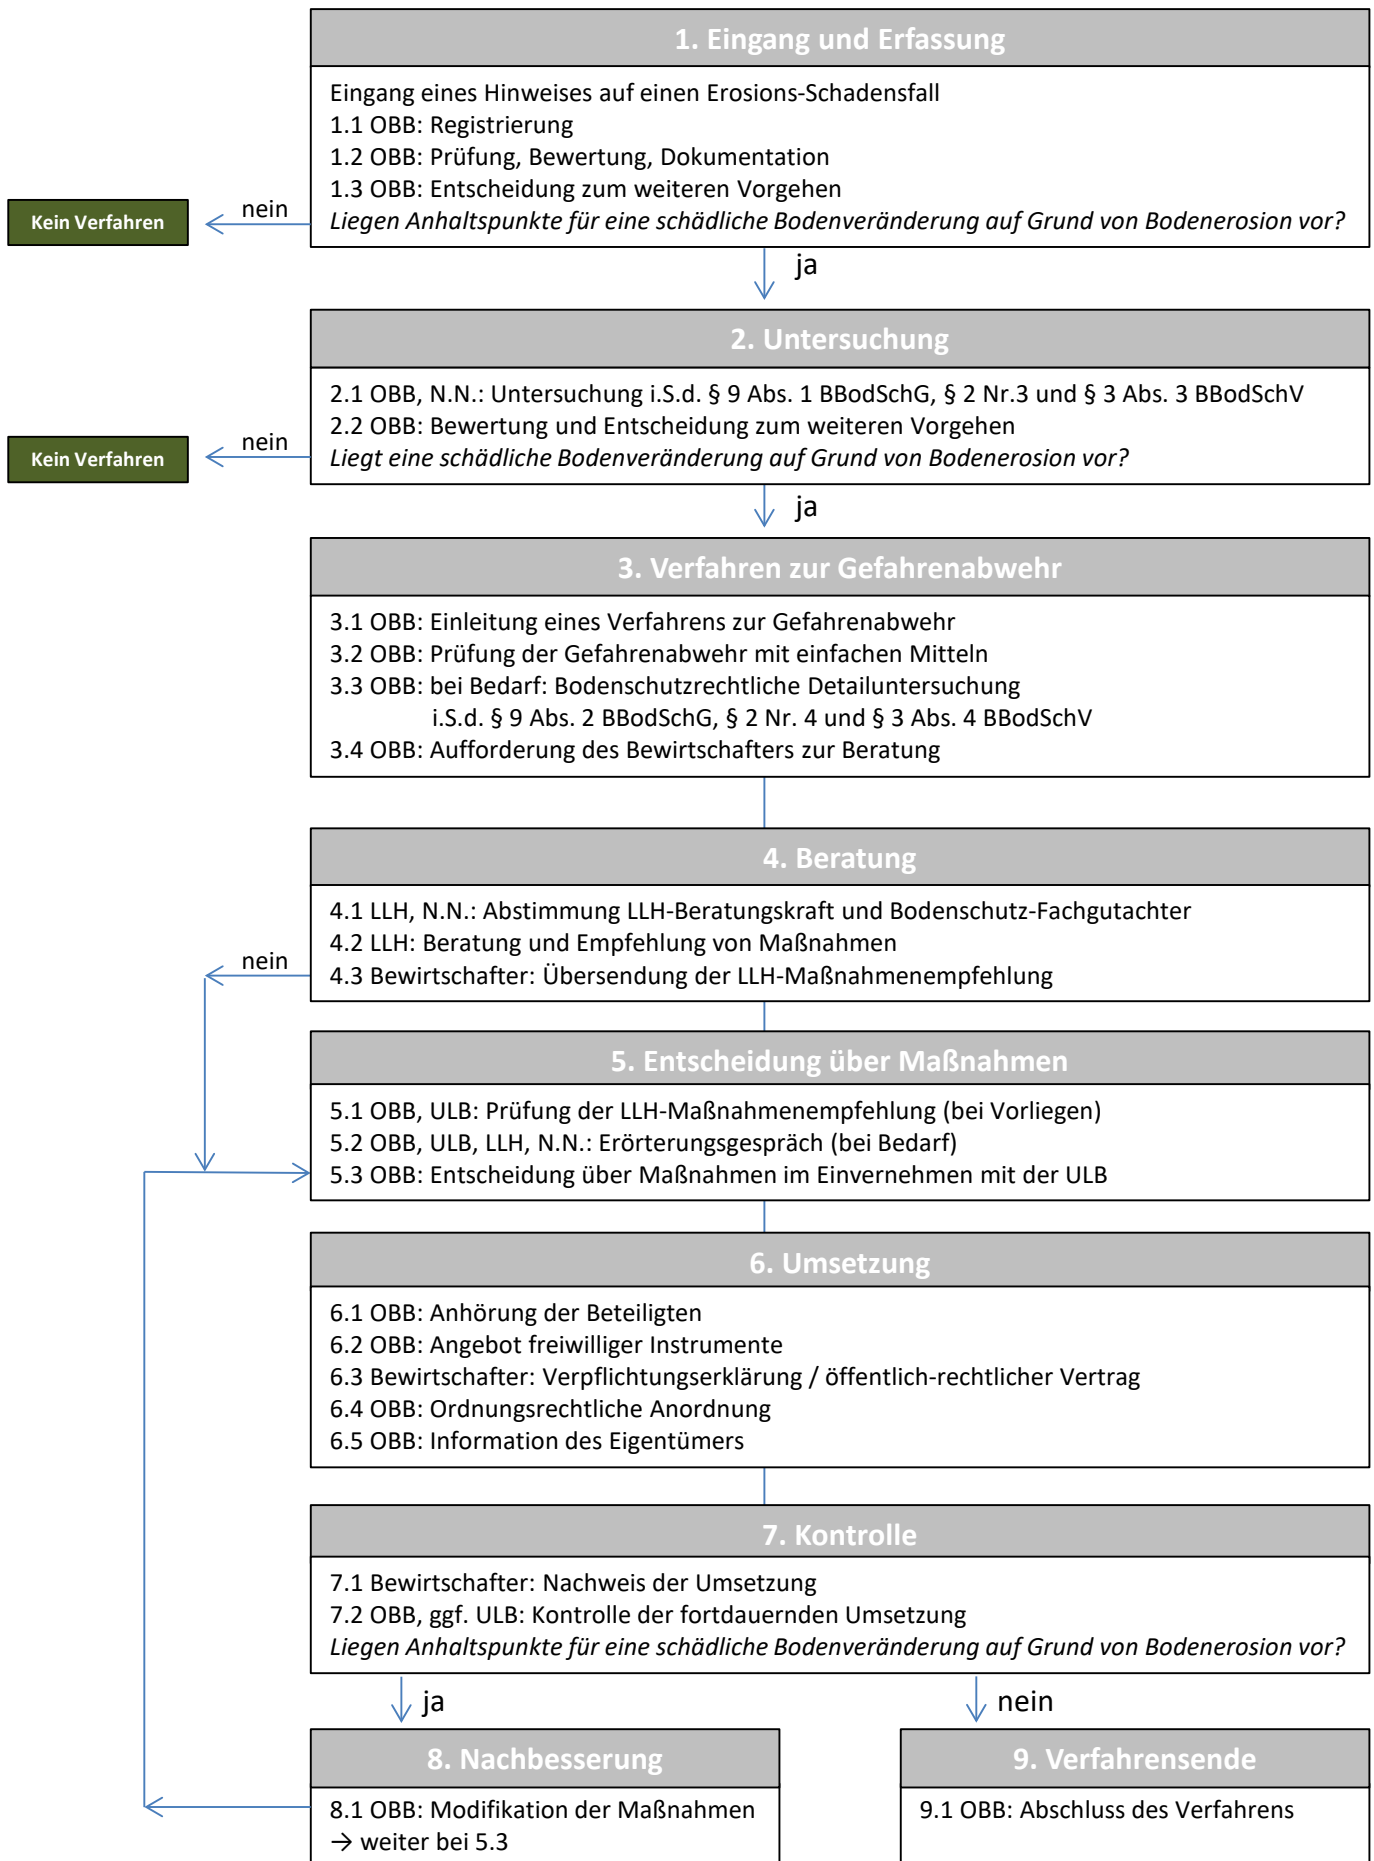 1. Eingang und Erfassung
Eingang eines Hinweises auf einen Erosions-Schadensfall
1.1 OBB: Registrierung
1.2 OBB: Prüfung, Bewertung, Dokumentation
1.3 OBB: Entscheidung zum weiteren Vorgehen
Liegen Anhaltspunkte für eine schädliche Bodenveränderung auf Grund von Bodenerosion vor?
nein
Kein Verfahren
ja
2. Untersuchung
2.1 OBB, N.N.: Untersuchung i.S.d. § 9 Abs. 1 BBodSchG, § 2 Nr.3 und § 3 Abs. 3 BBodSchV
2.2 OBB: Bewertung und Entscheidung zum weiteren Vorgehen
Liegt eine schädliche Bodenveränderung auf Grund von Bodenerosion vor?
nein
Kein Verfahren
ja
3. Verfahren zur Gefahrenabwehr
3.1 OBB: Einleitung eines Verfahrens zur Gefahrenabwehr
3.2 OBB: Prüfung der Gefahrenabwehr mit einfachen Mitteln
3.3 OBB: bei Bedarf: Bodenschutzrechtliche Detailuntersuchung
i.S.d. § 9 Abs. 2 BBodSchG, § 2 Nr. 4 und § 3 Abs. 4 BBodSchV
3.4 OBB: Aufforderung des Bewirtschafters zur Beratung
4. Beratung
4.1 LLH, N.N.: Abstimmung LLH-Beratungskraft und Bodenschutz-Fachgutachter
4.2 LLH: Beratung und Empfehlung von Maßnahmen
4.3 Bewirtschafter: Übersendung der LLH-Maßnahmenempfehlung
nein
5. Entscheidung über Maßnahmen
5.1 OBB, ULB: Prüfung der LLH-Maßnahmenempfehlung (bei Vorliegen)
5.2 OBB, ULB, LLH, N.N.: Erörterungsgespräch (bei Bedarf)
5.3 OBB: Entscheidung über Maßnahmen im Einvernehmen mit der ULB
6. Umsetzung
6.1 OBB: Anhörung der Beteiligten
6.2 OBB: Angebot freiwilliger Instrumente
6.3 Bewirtschafter: Verpflichtungserklärung / öffentlich-rechtlicher Vertrag
6.4 OBB: Ordnungsrechtliche Anordnung
6.5 OBB: Information des Eigentümers
7. Kontrolle
7.1 Bewirtschafter: Nachweis der Umsetzung
7.2 OBB, ggf. ULB: Kontrolle der fortdauernden Umsetzung
Liegen Anhaltspunkte für eine schädliche Bodenveränderung auf Grund von Bodenerosion vor?
ja
nein
8. Nachbesserung
8.1 OBB: Modifikation der Maßnahmen
→ weiter bei 5.3
9. Verfahrensende
9.1 OBB: Abschluss des Verfahrens